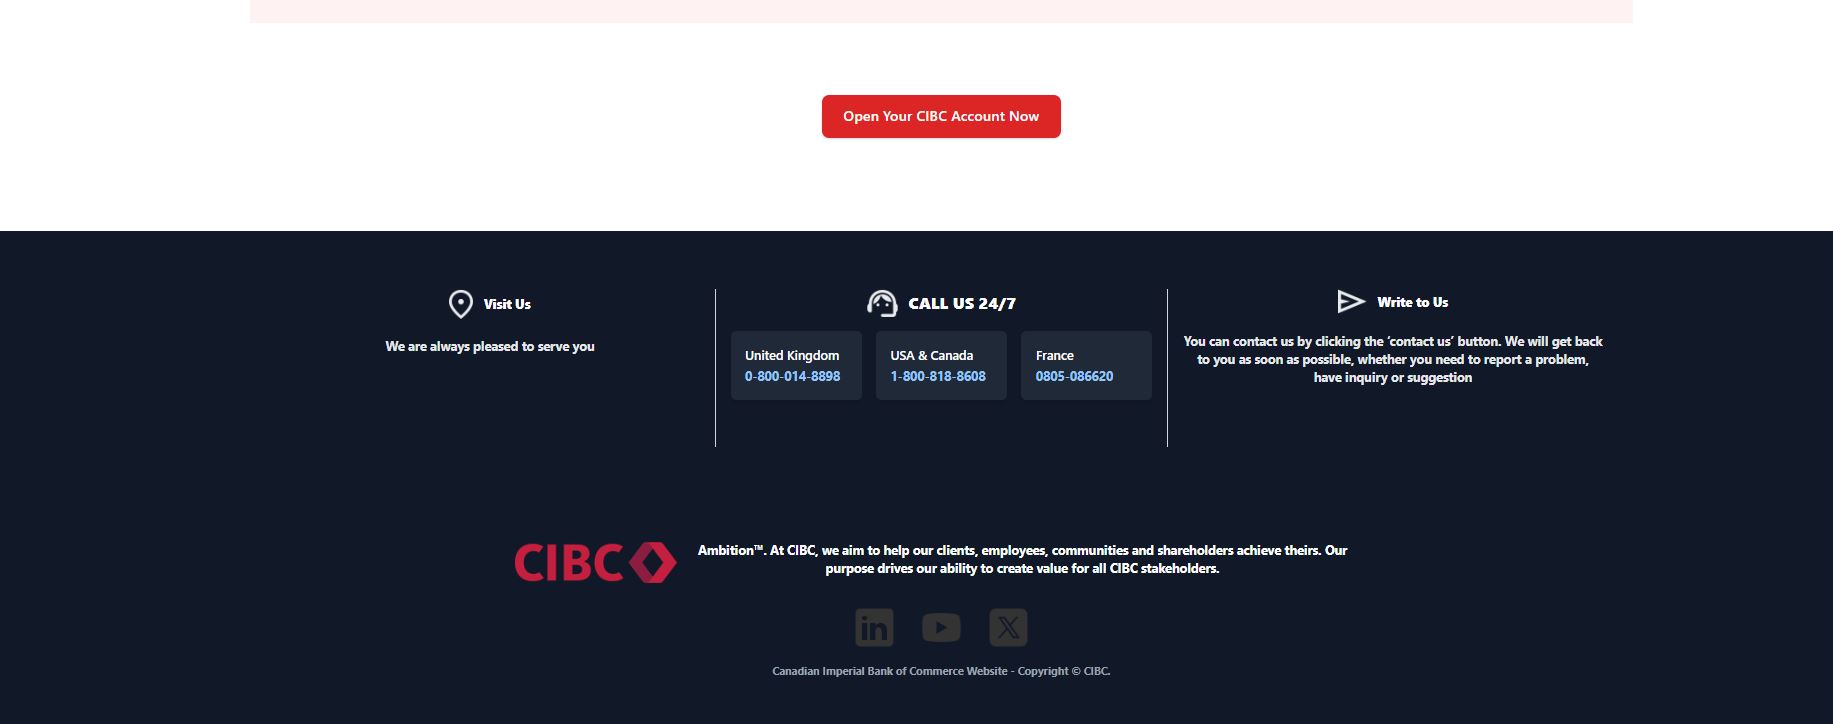 Open Your CIBC Account Now
Visit Us
We are always pleased to serve you
CALL US 24/7
United Kingdom
0-800-014-8898
USA & Canada
1-800-818-8608
France
0805-086620
Write to Us
You can contact us by clicking the ‘contact us’ button. We will get back
to you as soon as possible, whether you need to report a problem,
have inquiry or suggestion
CIBC
Ambition™. At CIBC, we aim to help our clients, employees, communities and shareholders achieve theirs. Our
purpose drives our ability to create value for all CIBC stakeholders.
in
X
Canadian Imperial Bank of Commerce Website - Copyright © CIBC.